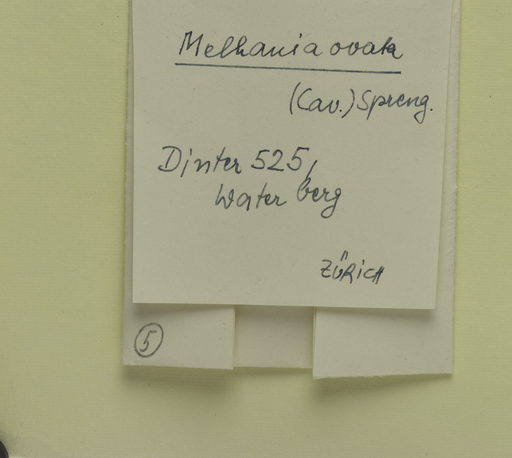 Melhania ovata
(Cav.) Spreng.
Dinter 525,
Waterberg
ZÜRICH
5